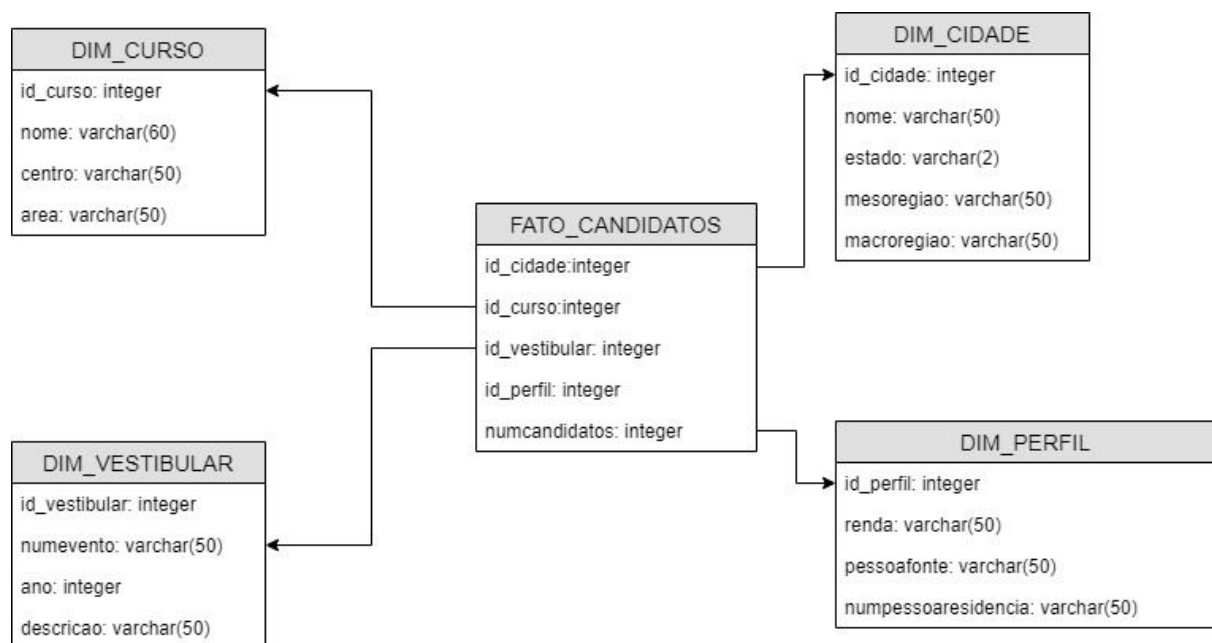 DIM_CURSO
id_curso: integer
nome: varchar(60)
centro: varchar(50)
area: varchar(50)
DIM_CIDADE
id_cidade: integer
nome: varchar(50)
estado: varchar(2)
mesoregiao: varchar(50)
macroregiao: varchar(50)
FATO_CANDIDATOS
id_cidade:integer
id_curso:integer
id_vestibular: integer
id_perfil: integer
numcandidatos: integer
DIM_VESTIBULAR
id_vestibular: integer
numevento: varchar(50)
ano: integer
descricao: varchar(50)
DIM_PERFIL
id_perfil: integer
renda: varchar(50)
pessoafonte: varchar(50)
numpessoaresidencia: varchar(50)